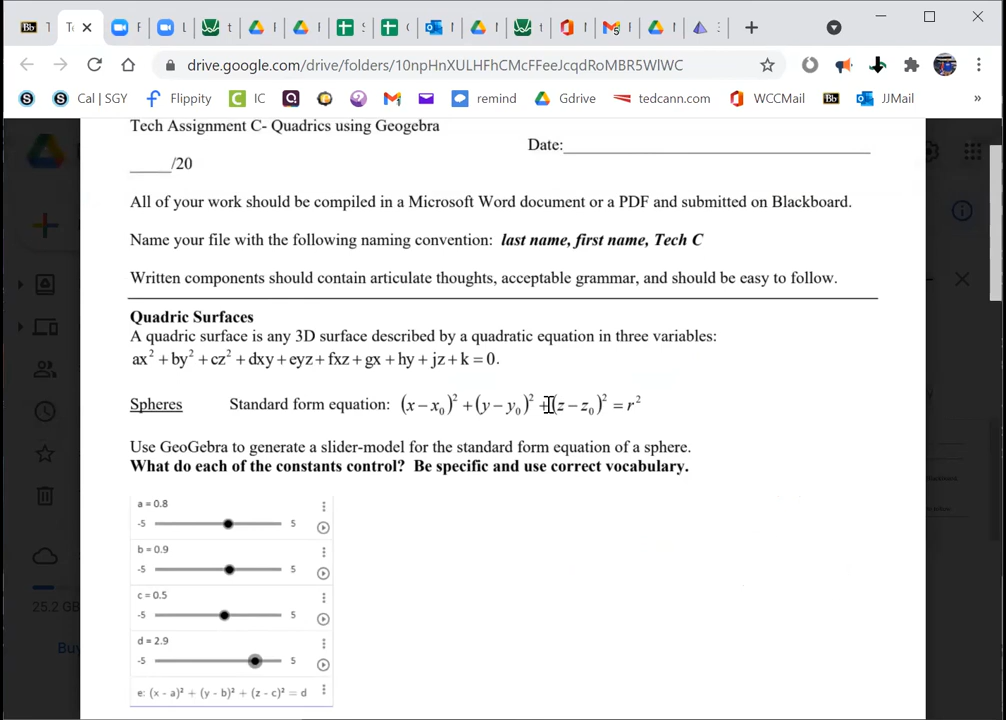 drive.google.com/drive/folders/10npHnXULHFhCMcFFeeJcqdRoMBR5WlWC
Cal | SGY Flippity IC remind Gdrive tedcann.com WCCMail Bb JJMail »
Tech Assignment C- Quadrics using Geogebra
Date:_______________
_____/20
All of your work should be compiled in a Microsoft Word document or a PDF and submitted on Blackboard.
Name your file with the following naming convention: last name, first name, Tech C
Written components should contain articulate thoughts, acceptable grammar, and should be easy to follow.
Quadric Surfaces
A quadric surface is any 3D surface described by a quadratic equation in three variables:
ax² + by² + cz² + dxy + eyz + fxz + gx + hy + jz + k = 0.
Spheres Standard form equation: (x − x₀)² + (y − y₀)² + (z − z₀)² = r²
Use GeoGebra to generate a slider-model for the standard form equation of a sphere.
What do each of the constants control? Be specific and use correct vocabulary.
a = 0.8
-5 5
b = 0.9
-5 5
c = 0.5
-5 5
d = 2.9
-5 5
e: (x - a)² + (y - b)² + (z - c)² = d
25.2 GB